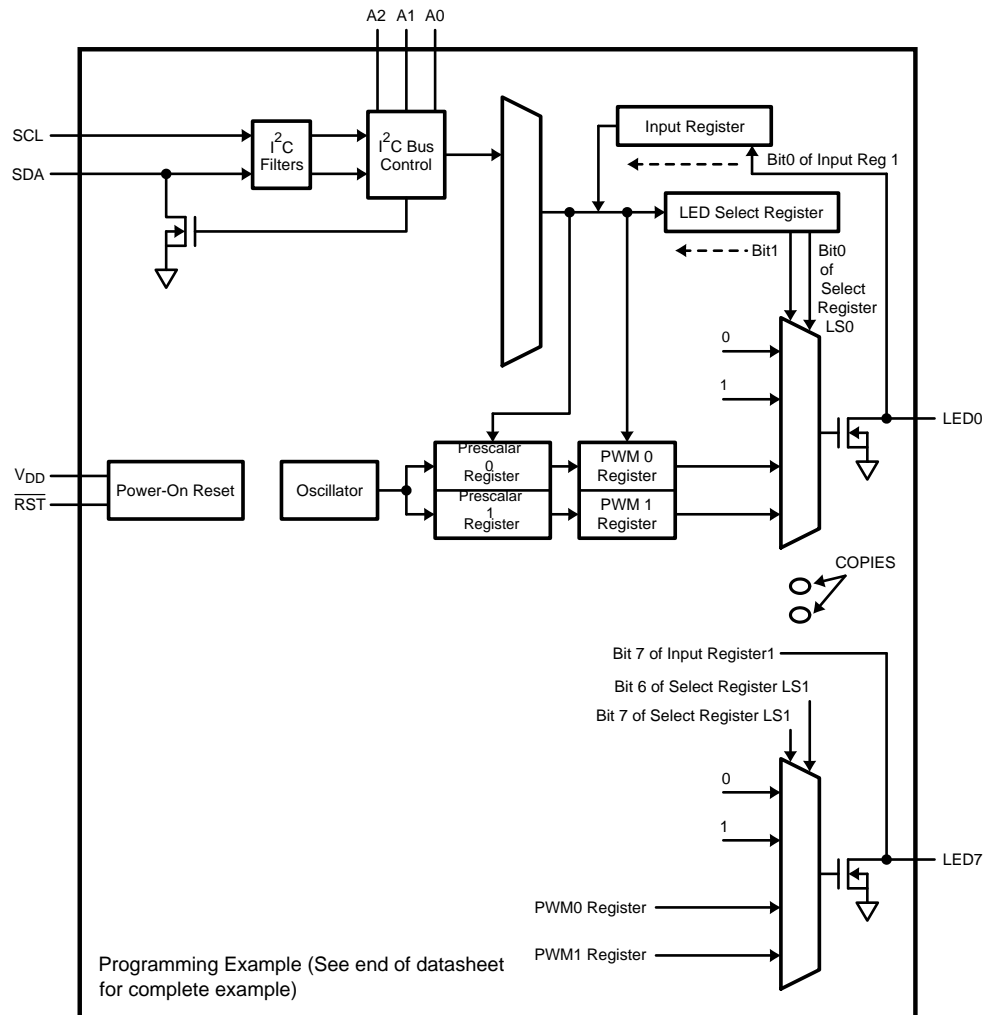 A2 A1 A0
SCL
SDA
I2C
Filters
I2C Bus
Control
Input Register
Bit0 of Input Reg 1
LED Select Register
Bit1
Bit0
of
Select
Register
LS0
0
1
LED0
VDD
RST
Power-On Reset
Oscillator
Prescalar
0
Register
Prescalar
1
Register
PWM 0
Register
PWM 1
Register
COPIES
Bit 7 of Input Register1
Bit 6 of Select Register LS1
Bit 7 of Select Register LS1
0
1
LED7
PWM0 Register
PWM1 Register
Programming Example (See end of datasheet
for complete example)